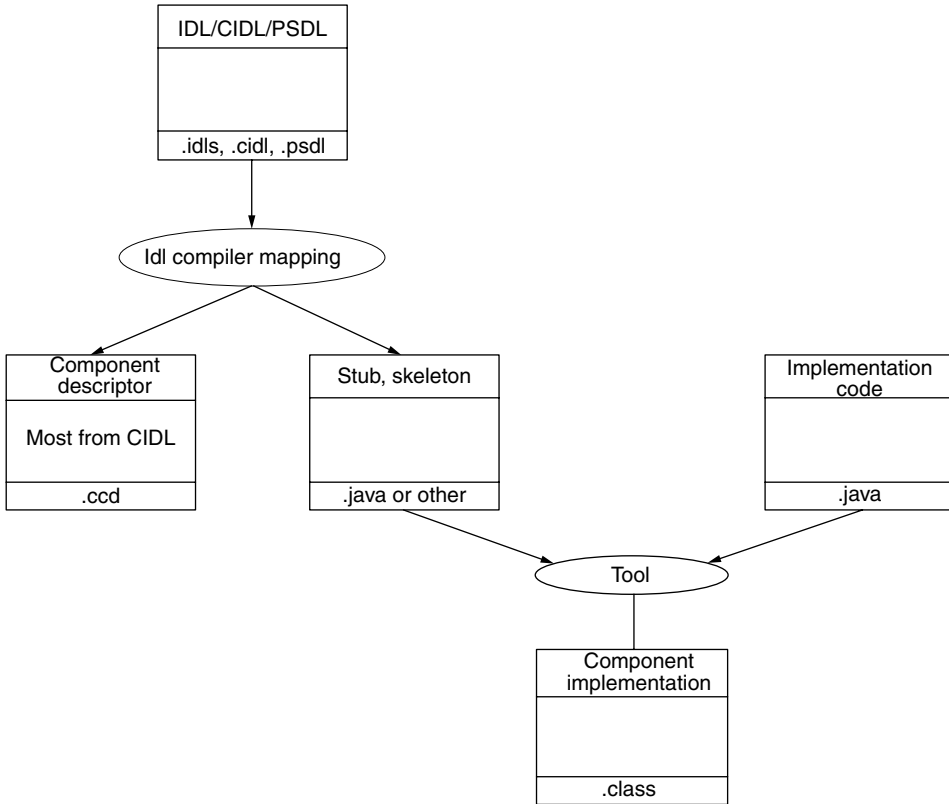 IDL/CIDL/PSDL
.idls, .cidl, .psdl
Idl compiler mapping
Component
descriptor
Most from CIDL
.ccd
Stub, skeleton
.java or other
Implementation
code
.java
Tool
Component
implementation
.class